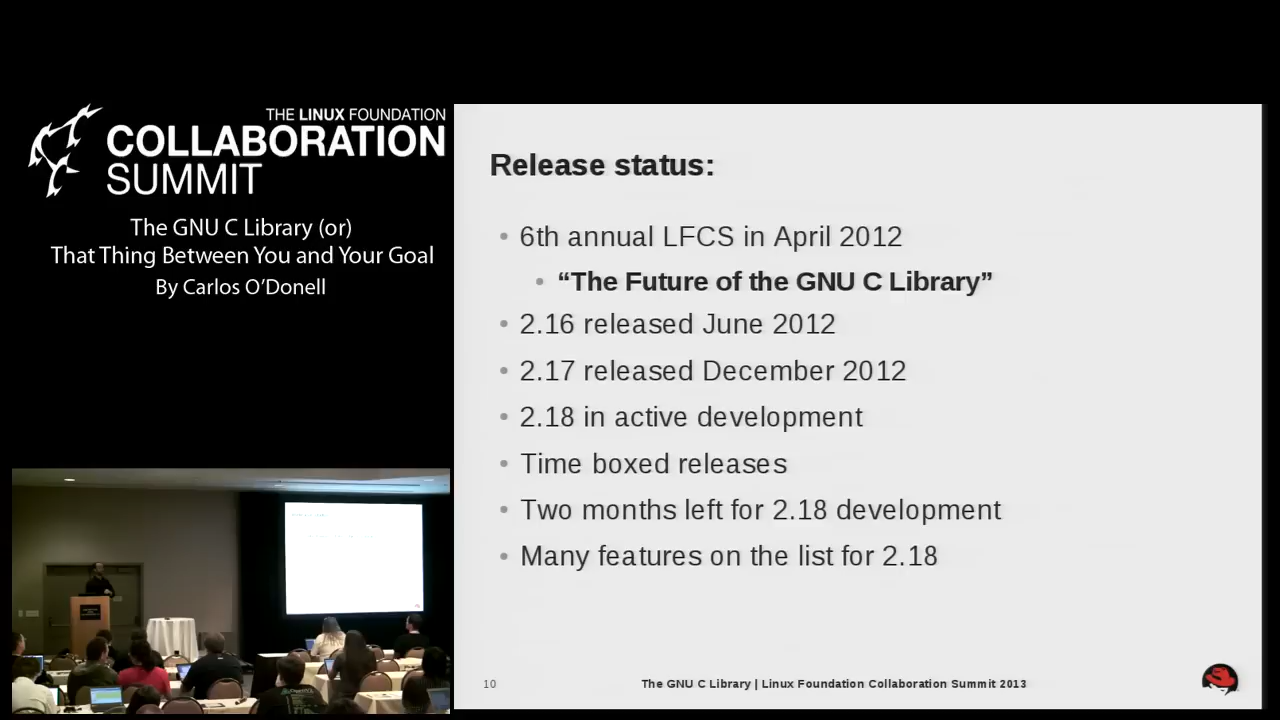 THE LINUX FOUNDATION
COLLABORATION
SUMMIT
The GNU C Library (or)
That Thing Between You and Your Goal
By Carlos O’Donell
Release status:
• 6th annual LFCS in April 2012
• “The Future of the GNU C Library”
• 2.16 released June 2012
• 2.17 released December 2012
• 2.18 in active development
• Time boxed releases
• Two months left for 2.18 development
• Many features on the list for 2.18
10
The GNU C Library | Linux Foundation Collaboration Summit 2013